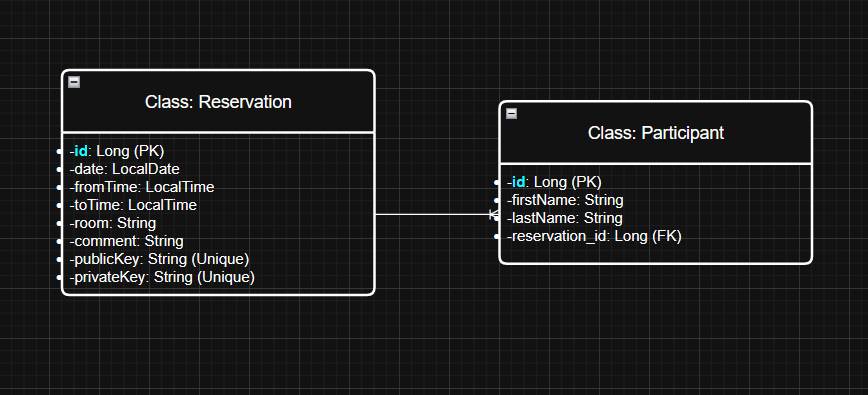 Class: Reservation
-id: Long (PK)
-date: LocalDate
-fromTime: LocalTime
-toTime: LocalTime
-room: String
-comment: String
-publicKey: String (Unique)
-privateKey: String (Unique)
Class: Participant
-id: Long (PK)
-firstName: String
-lastName: String
-reservation_id: Long (FK)